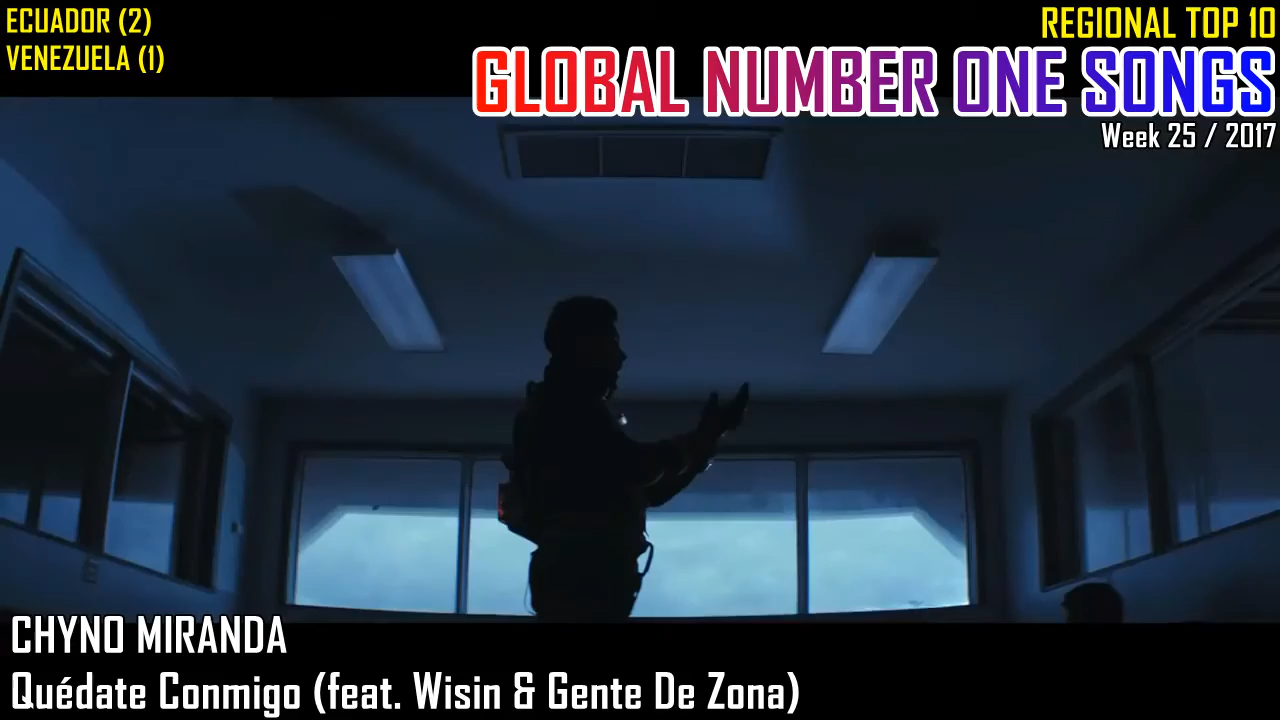 ECUADOR (2)
VENEZUELA (1)
REGIONAL TOP 10
GLOBAL NUMBER ONE SONGS
Week 25 / 2017
CHYNO MIRANDA
Quédate Conmigo (feat. Wisin & Gente De Zona)